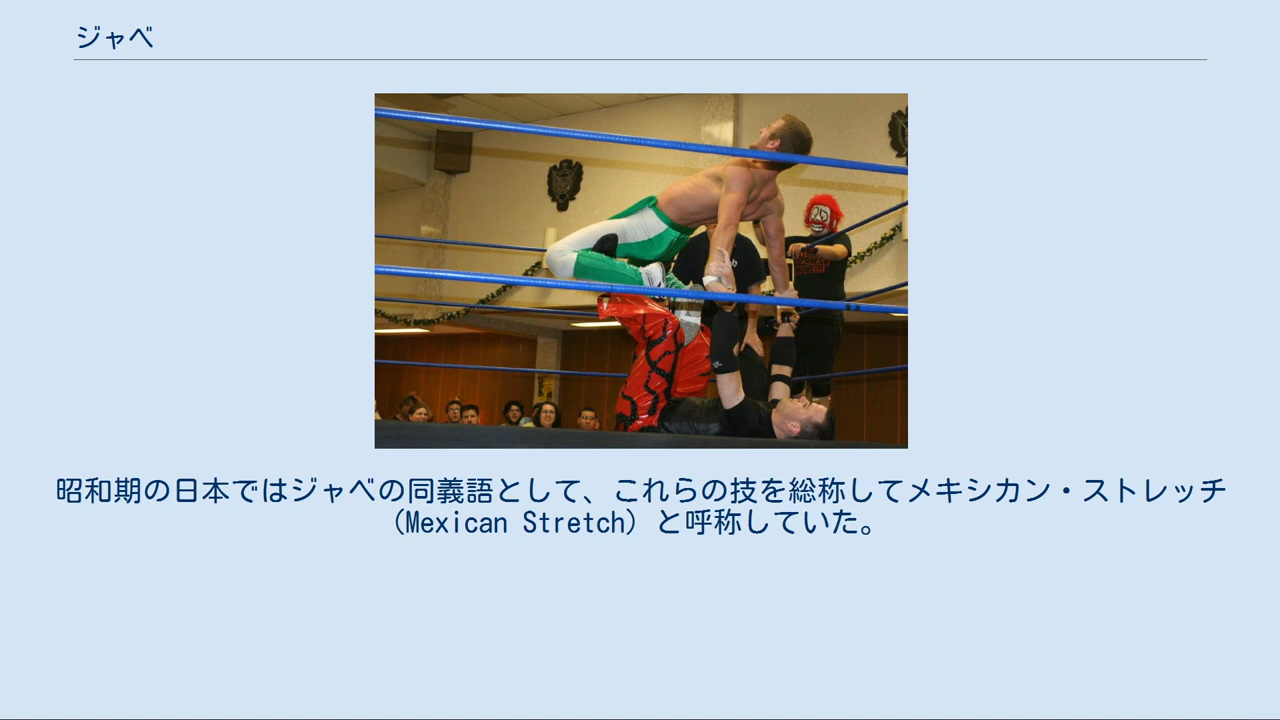 ジャベ
昭和期の日本ではジャベの同義語として、これらの技を総称してメキシカン・ストレッチ
（Mexican Stretch）と呼称していた。